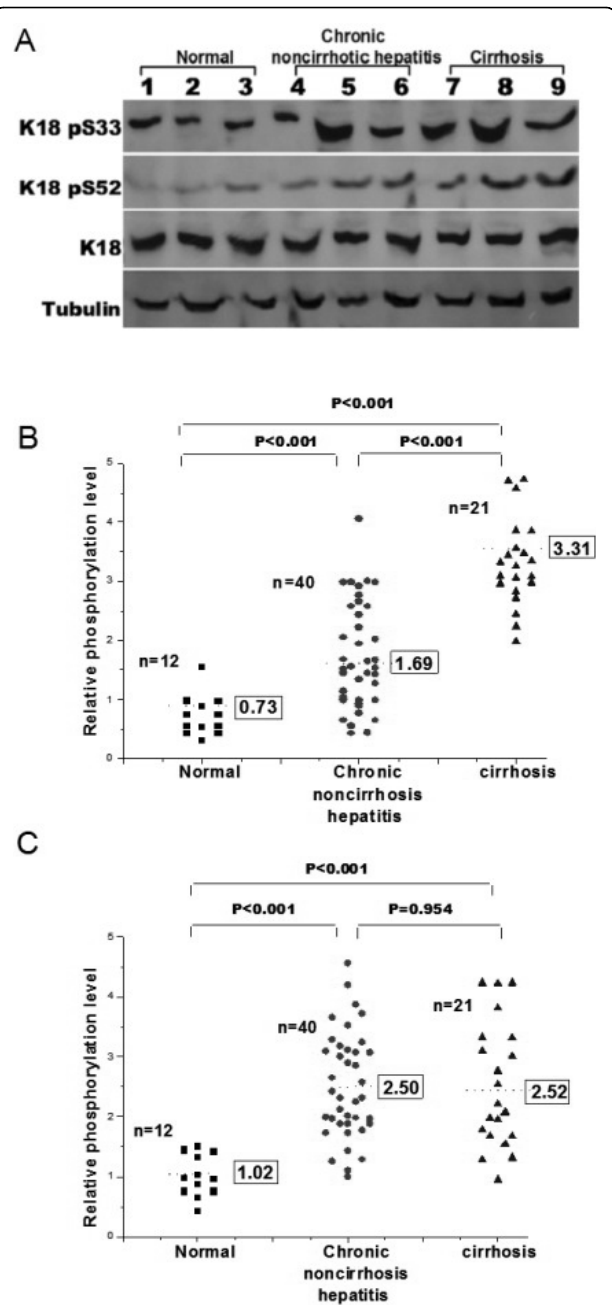 A
Normal
Chronic
noncirrhotic hepatitis
Cirrhosis
1 2 3 4 5 6 7 8 9
K18 pS33
K18 pS52
K18
Tubulin
B
P<0.001
P<0.001 P<0.001
Relative phosphorylation level
5
4
3
2
1
0
n=12
0.73
n=40
1.69
n=21
3.31
Normal
Chronic
noncirrhosis
hepatitis
cirrhosis
C
P<0.001
P<0.001 P=0.954
Relative phosphorylation level
5
4
3
2
1
0
n=12
1.02
n=40
2.50
n=21
2.52
Normal
Chronic
noncirrhosis
hepatitis
cirrhosis